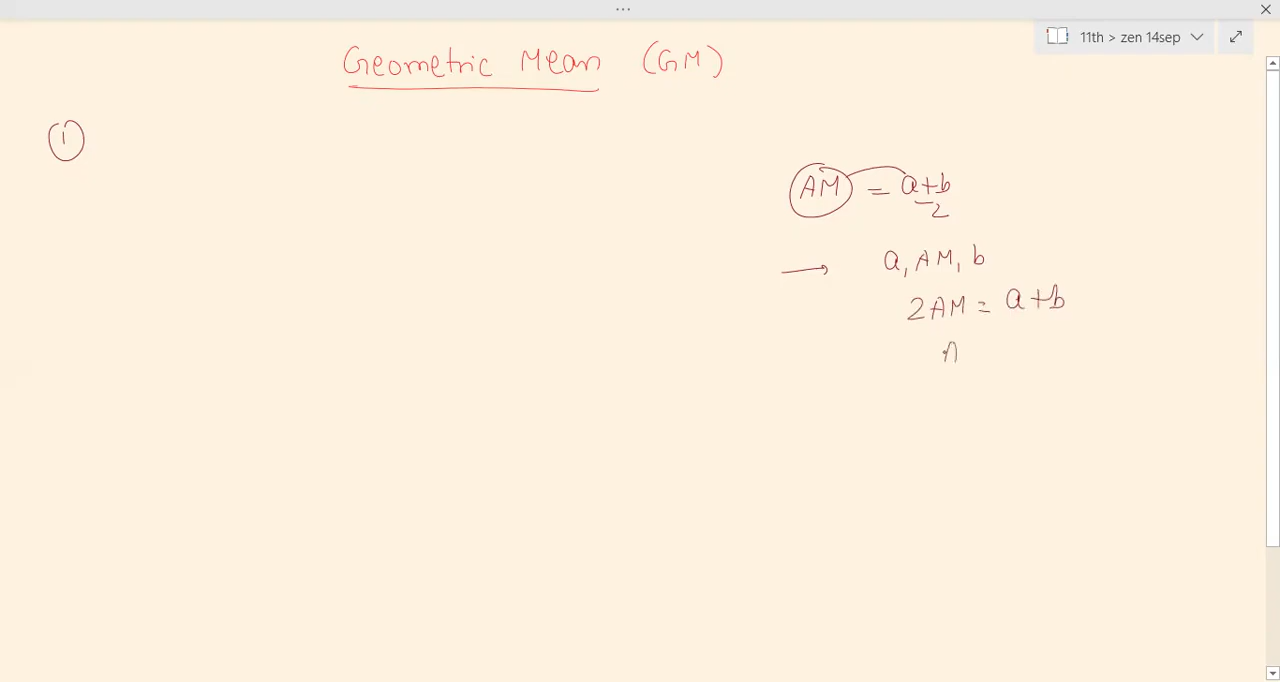 11th > zen 14sep
Geometric Mean (GM)
1
AM = a+b
2
a, AM, b
2AM = a+b